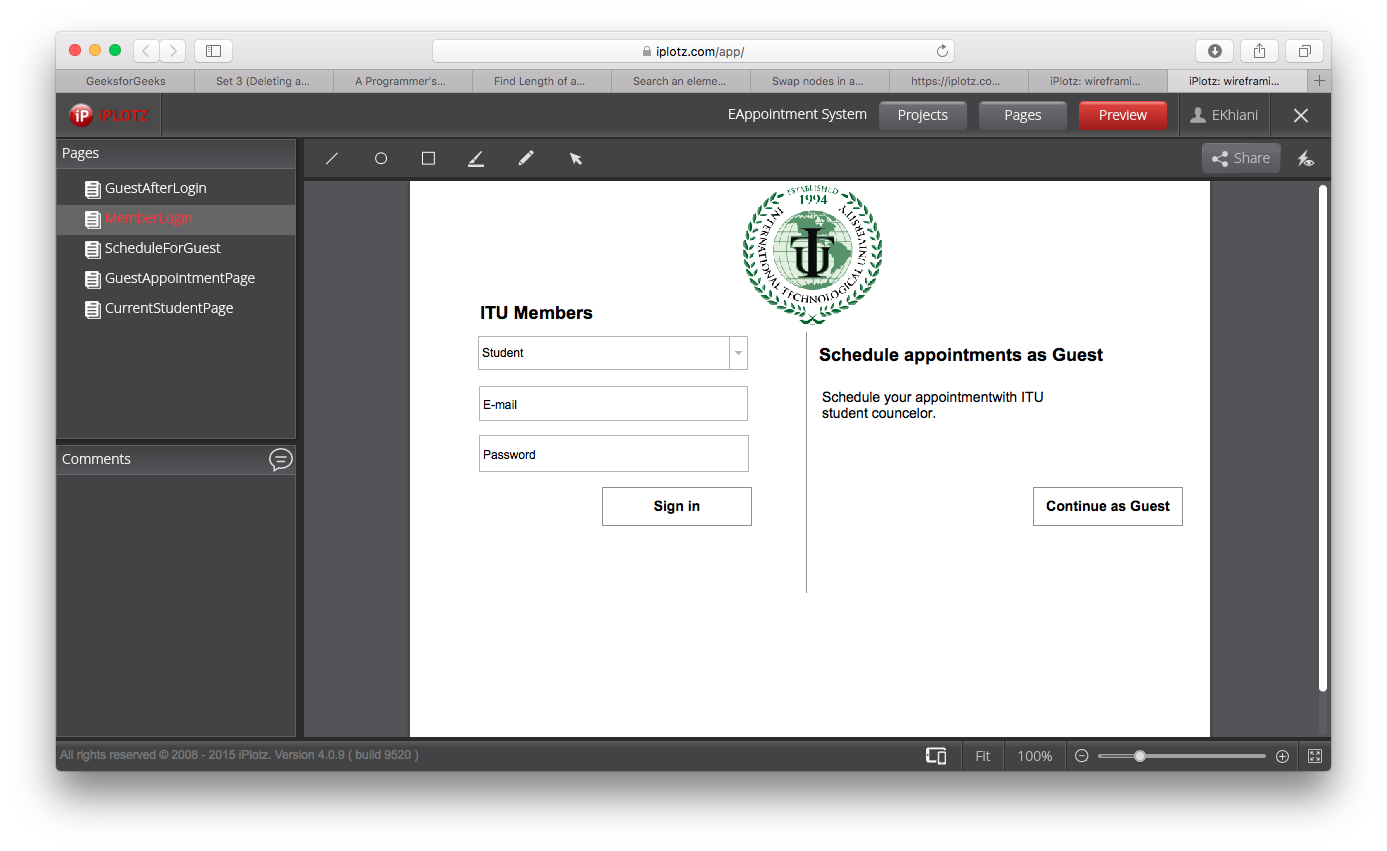 iplotz.com/app/
GeeksforGeeks
Set 3 (Deleting a...
A Programmer's...
Find Length of a...
Search an eleme...
Swap nodes in a...
https://iplotz.co...
iPlotz: wireframi...
iPlotz: wireframi...
iP IPLOTZ
EAppointment System
Projects
Pages
Preview
EKhiani
Pages
Share
GuestAfterLogin
MemberLogin
ScheduleForGuest
GuestAppointmentPage
CurrentStudentPage
Comments
ESTABLISHED
1994
INTERNATIONAL TECHNOLOGICAL UNIVERSITY
ITU
ITU Members
Student
E-mail
Password
Sign in
Schedule appointments as Guest
Schedule your appointmentwith ITU
student councelor.
Continue as Guest
All rights reserved © 2008 - 2015 iPlotz. Version 4.0.9 ( build 9520 )
Fit
100%